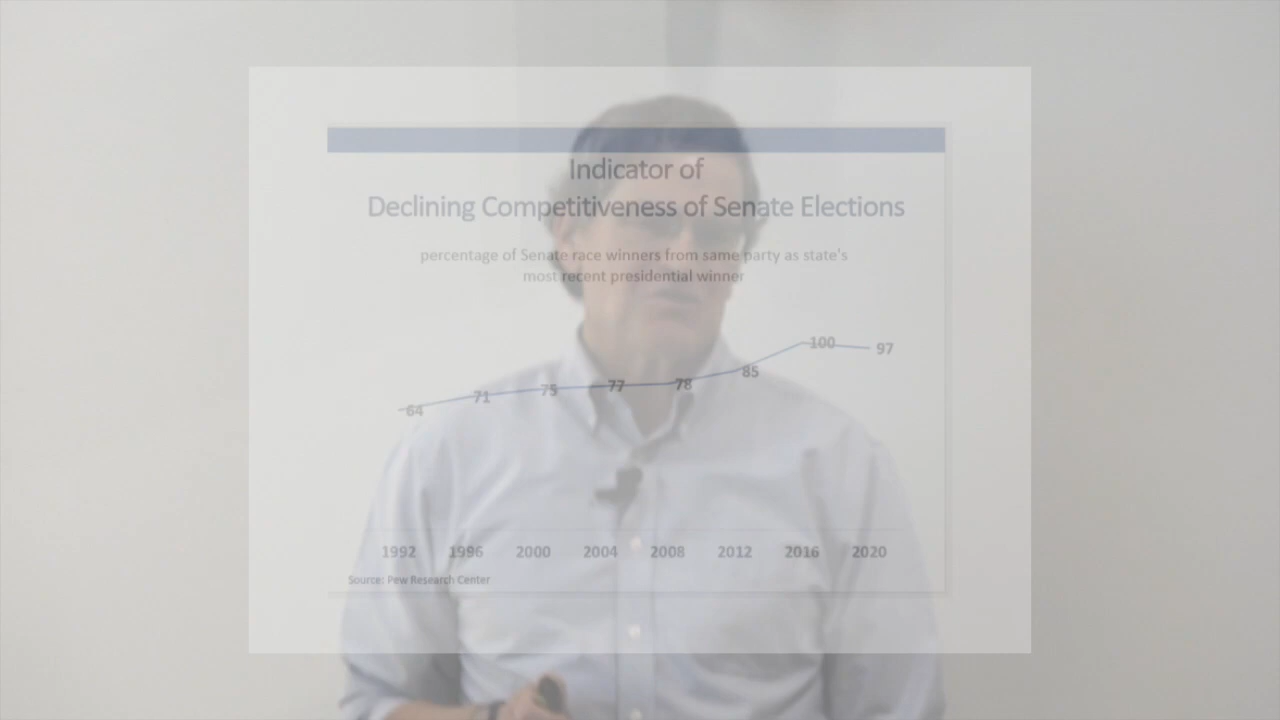 Indicator of
Declining Competitiveness of Senate Elections
percentage of Senate race winners from same party as state's
most recent presidential winner
64 71 75 77 78 85 100 97
1992 1996 2000 2004 2008 2012 2016 2020
Source: Pew Research Center